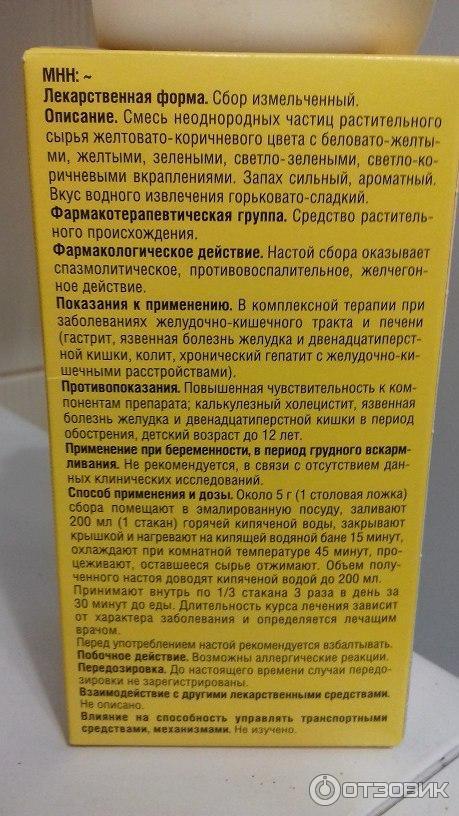 МНН: ~
Лекарственная форма. Сбор измельченный.
Описание. Смесь неоднородных частиц растительного
сырья желтовато-коричневого цвета с беловато-желты-
ми, желтыми, зелеными, светло-зелеными, светло-ко-
ричневыми вкраплениями. Запах сильный, ароматный.
Вкус водного извлечения горьковато-сладкий.
Фармакотерапевтическая группа. Средство раститель-
ного происхождения.
Фармакологическое действие. Настой сбора оказывает
спазмолитическое, противовоспалительное, желчегон-
ное действие.
Показания к применению. В комплексной терапии при
заболеваниях желудочно-кишечного тракта и печени
(гастрит, язвенная болезнь желудка и двенадцатиперст-
ной кишки, колит, хронический гепатит с желудочно-ки-
шечными расстройствами).
Противопоказания. Повышенная чувствительность к ком-
понентам препарата; калькулезный холецистит, язвенная
болезнь желудка и двенадцатиперстной кишки в период
обострения, детский возраст до 12 лет.
Применение при беременности, в период грудного вскарм-
ливания. Не рекомендуется, в связи с отсутствием дан-
ных клинических исследований.
Способ применения и дозы. Около 5 г (1 столовая ложка)
сбора помещают в эмалированную посуду, заливают
200 мл (1 стакан) горячей кипяченой воды, закрывают
крышкой и нагревают на кипящей водяной бане 15 минут,
охлаждают при комнатной температуре 45 минут, про-
цеживают, оставшееся сырье отжимают. Объем полу-
ченного настоя доводят кипяченой водой до 200 мл.
Принимают внутрь по 1/3 стакана 3 раза в день за
30 минут до еды. Длительность курса лечения зависит
от характера заболевания и определяется лечащим
врачом.
Перед употреблением настой рекомендуется взбалтывать.
Побочное действие. Возможны аллергические реакции.
Передозировка. До настоящего времени случаи передо-
зировки не зарегистрированы.
Взаимодействие с другими лекарственными средствами.
Не описано.
Влияние на способность управлять транспортными
средствами, механизмами. Не изучено.
ОТЗОВИК